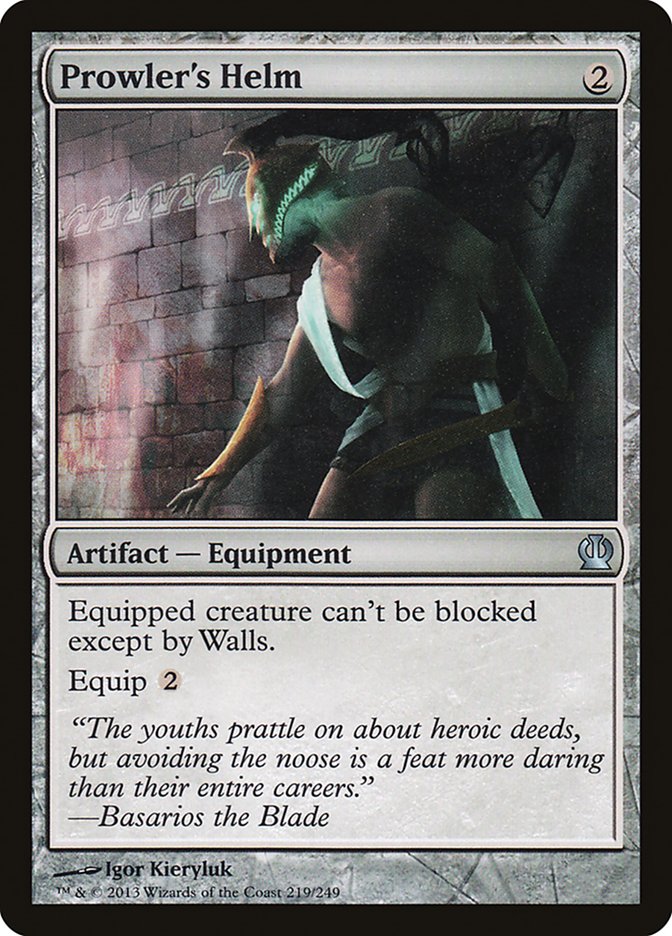 Prowler's Helm 2
Artifact — Equipment
Equipped creature can't be blocked
except by Walls.
Equip 2
“The youths prattle on about heroic deeds,
but avoiding the noose is a feat more daring
than their entire careers.”
—Basarios the Blade
Igor Kieryluk
™ & © 2013 Wizards of the Coast 219/249